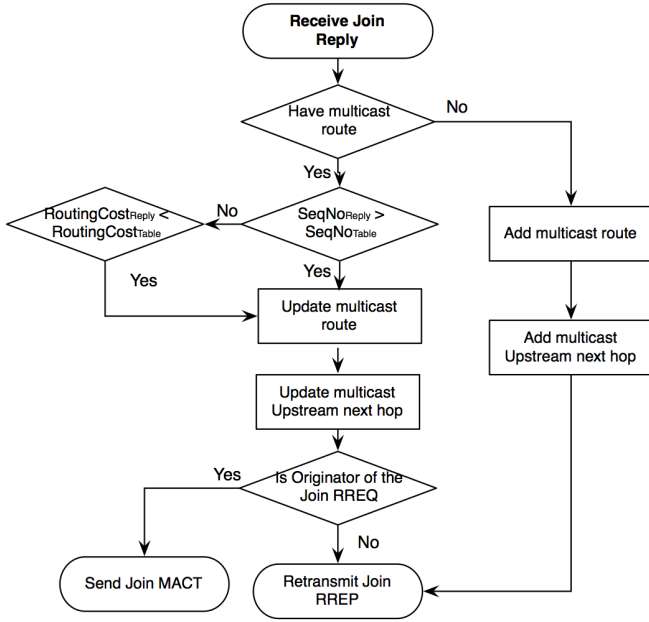 Receive Join
Reply
Have multicast
route
No
Yes
RoutingCostReply <
RoutingCostTable
No
SeqNoReply >
SeqNoTable
Add multicast route
Yes
Yes
Update multicast
route
Add multicast
Upstream next hop
Update multicast
Upstream next hop
Yes
Is Originator of the
Join RREQ
No
Send Join MACT
Retransmit Join
RREP